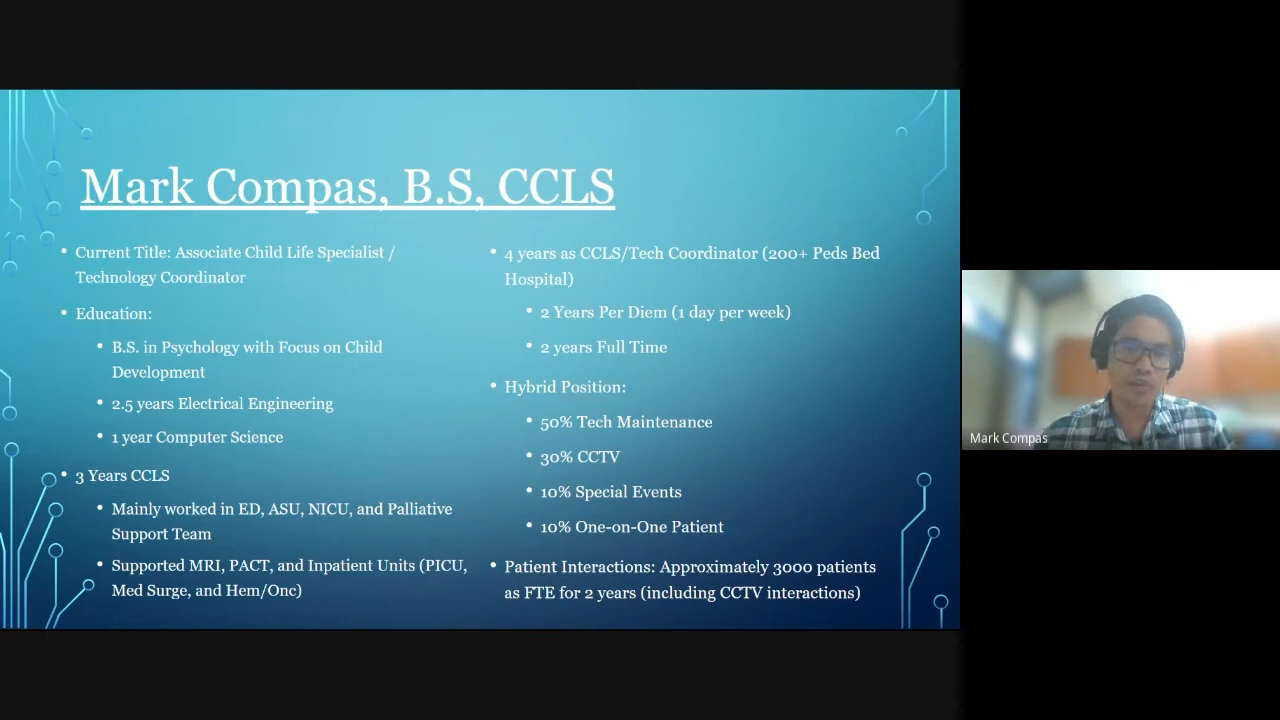 Mark Compas, B.S, CCLS
Current Title: Associate Child Life Specialist /
Technology Coordinator
Education:
B.S. in Psychology with Focus on Child
Development
2.5 years Electrical Engineering
1 year Computer Science
3 Years CCLS
Mainly worked in ED, ASU, NICU, and Palliative
Support Team
Supported MRI, PACT, and Inpatient Units (PICU,
Med Surge, and Hem/Onc)
4 years as CCLS/Tech Coordinator (200+ Peds Bed
Hospital)
2 Years Per Diem (1 day per week)
2 years Full Time
Hybrid Position:
50% Tech Maintenance
30% CCTV
10% Special Events
10% One-on-One Patient
Patient Interactions: Approximately 3000 patients
as FTE for 2 years (including CCTV interactions)
Mark Compas